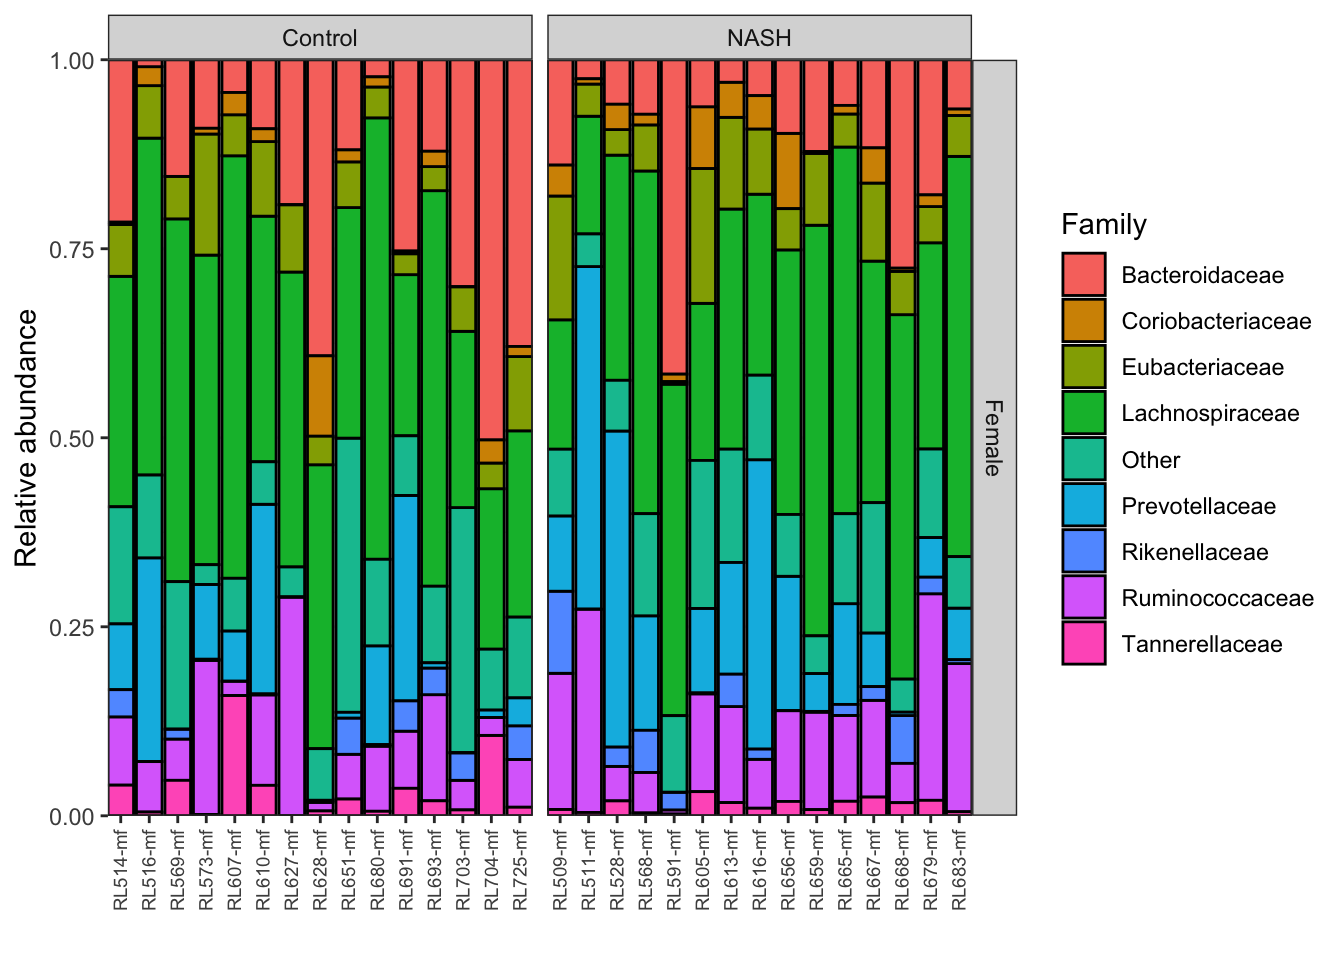 Control
NASH
Female
Relative abundance
1.00
0.75
0.50
0.25
0.00
RL514-mf
RL516-mf
RL569-mf
RL573-mf
RL607-mf
RL610-mf
RL627-mf
RL628-mf
RL651-mf
RL680-mf
RL691-mf
RL693-mf
RL703-mf
RL704-mf
RL725-mf
RL509-mf
RL511-mf
RL528-mf
RL568-mf
RL591-mf
RL605-mf
RL613-mf
RL616-mf
RL656-mf
RL659-mf
RL665-mf
RL667-mf
RL668-mf
RL679-mf
RL683-mf
Family
Bacteroidaceae
Coriobacteriaceae
Eubacteriaceae
Lachnospiraceae
Other
Prevotellaceae
Rikenellaceae
Ruminococcaceae
Tannerellaceae